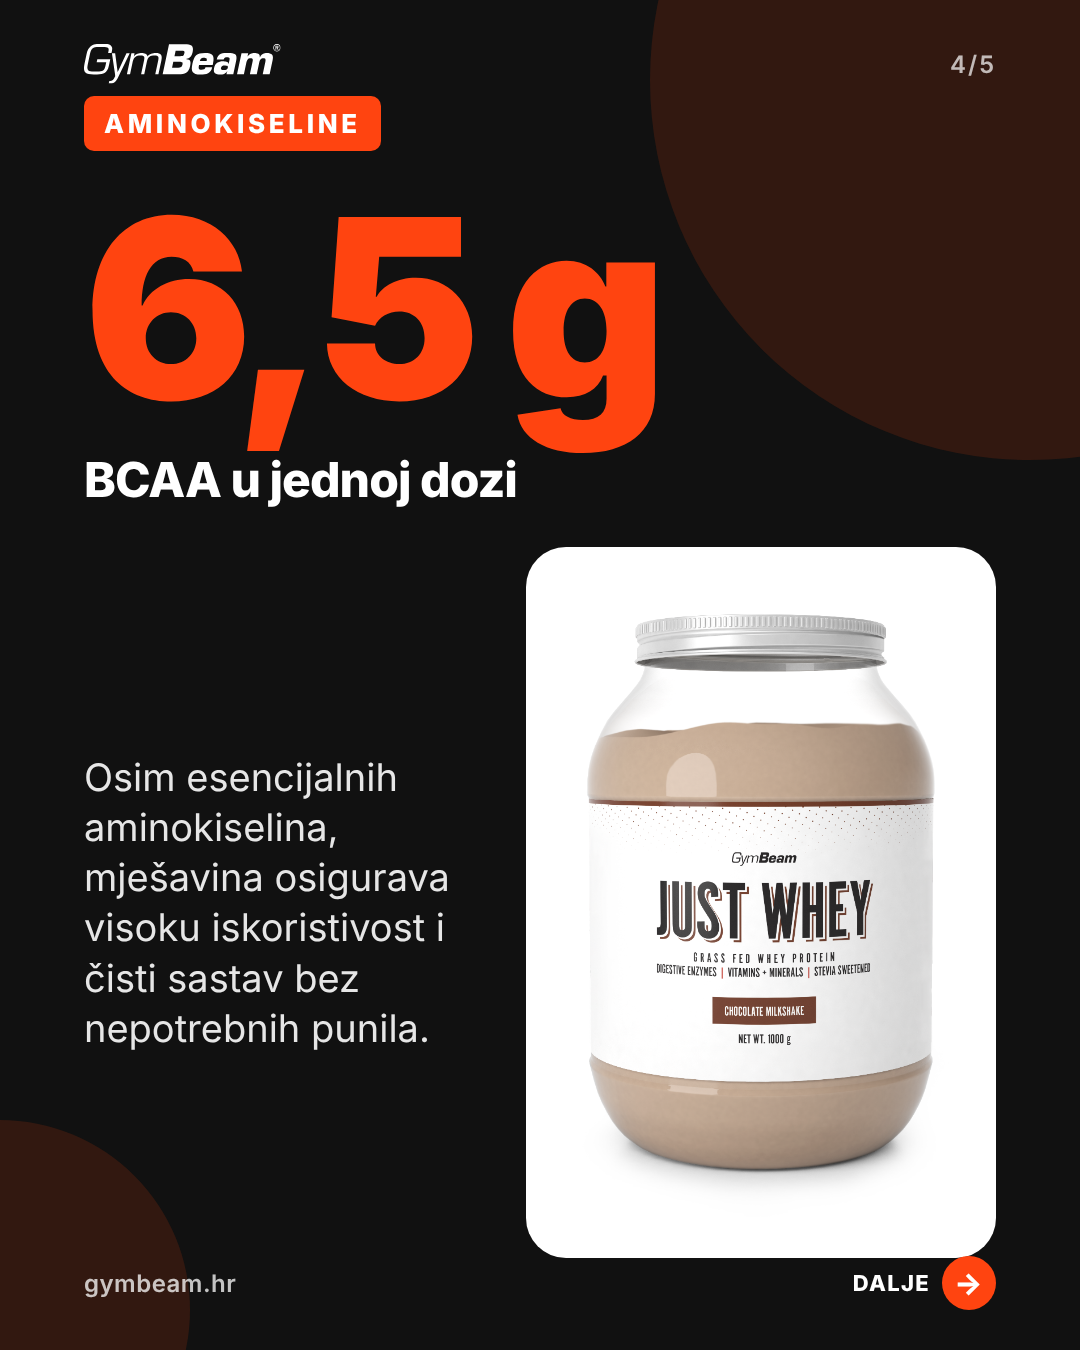 GymBeam®
4/5
AMINOKISELINE
6,5 g
BCAA u jednoj dozi
Osim esencijalnih
aminokiselina,
mješavina osigurava
visoku iskoristivost i
čisti sastav bez
nepotrebnih punila.
GymBeam
JUST WHEY
GRASS FED WHEY PROTEIN
DIGESTIVE ENZYMES | VITAMINS + MINERALS | STEVIA SWEETENED
CHOCOLATE MILKSHAKE
NET WT. 1000 g
gymbeam.hr
DALJE →